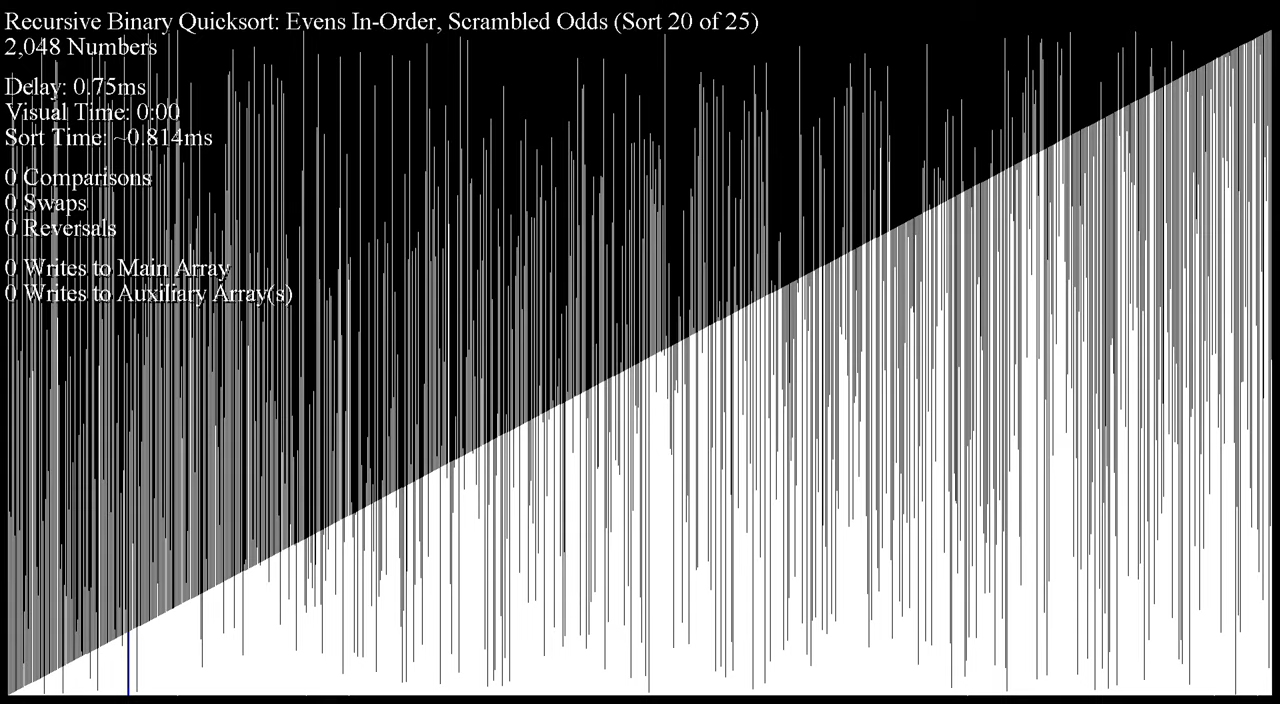 Recursive Binary Quicksort: Evens In-Order, Scrambled Odds (Sort 20 of 25)
2,048 Numbers
Delay: 0.75ms
Visual Time: 0:00
Sort Time: ~0.814ms
0 Comparisons
0 Swaps
0 Reversals
0 Writes to Main Array
0 Writes to Auxiliary Array(s)